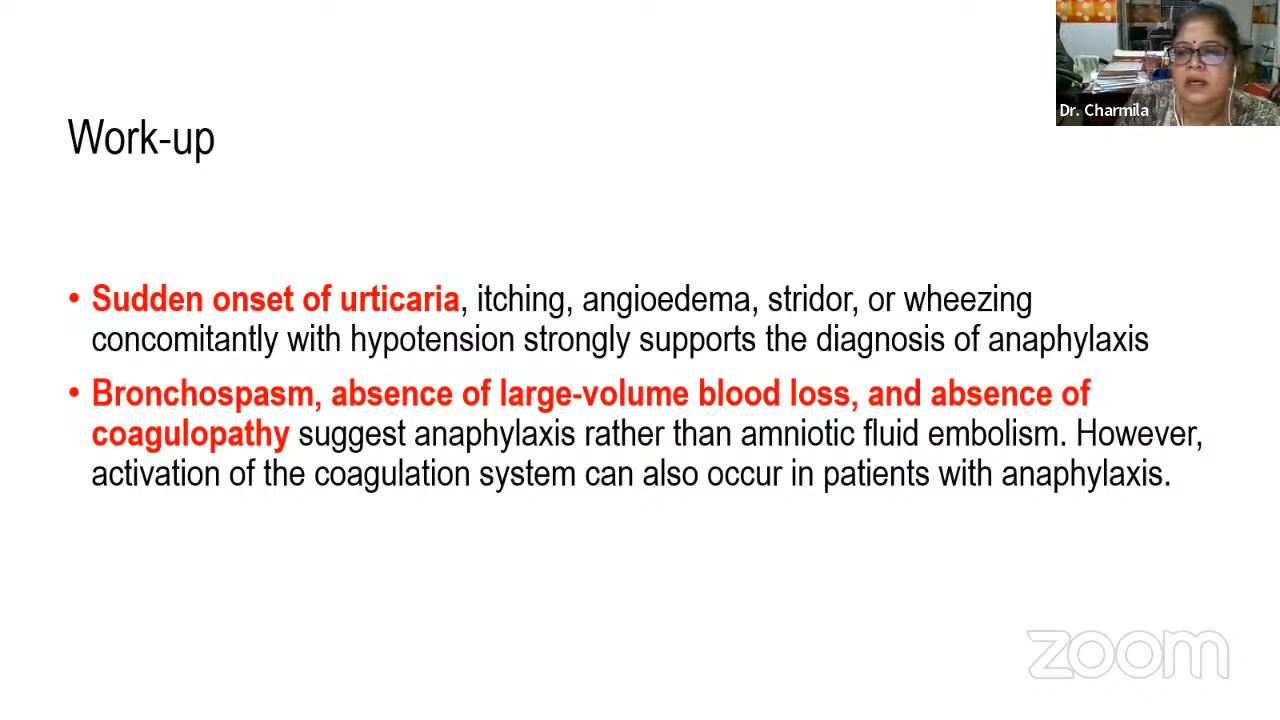 Dr. Charmila
Work-up
• Sudden onset of urticaria, itching, angioedema, stridor, or wheezing
concomitantly with hypotension strongly supports the diagnosis of anaphylaxis
• Bronchospasm, absence of large-volume blood loss, and absence of
coagulopathy suggest anaphylaxis rather than amniotic fluid embolism. However,
activation of the coagulation system can also occur in patients with anaphylaxis.
zoom